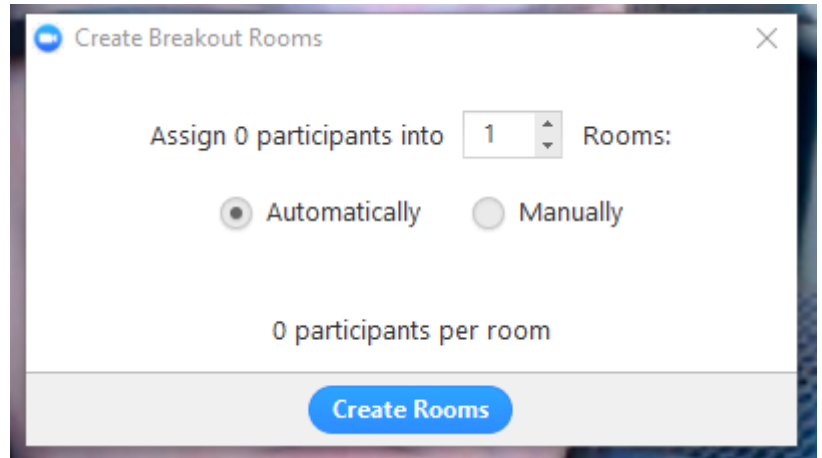 Create Breakout Rooms
Assign 0 participants into 1 Rooms:
Automatically Manually
0 participants per room
Create Rooms